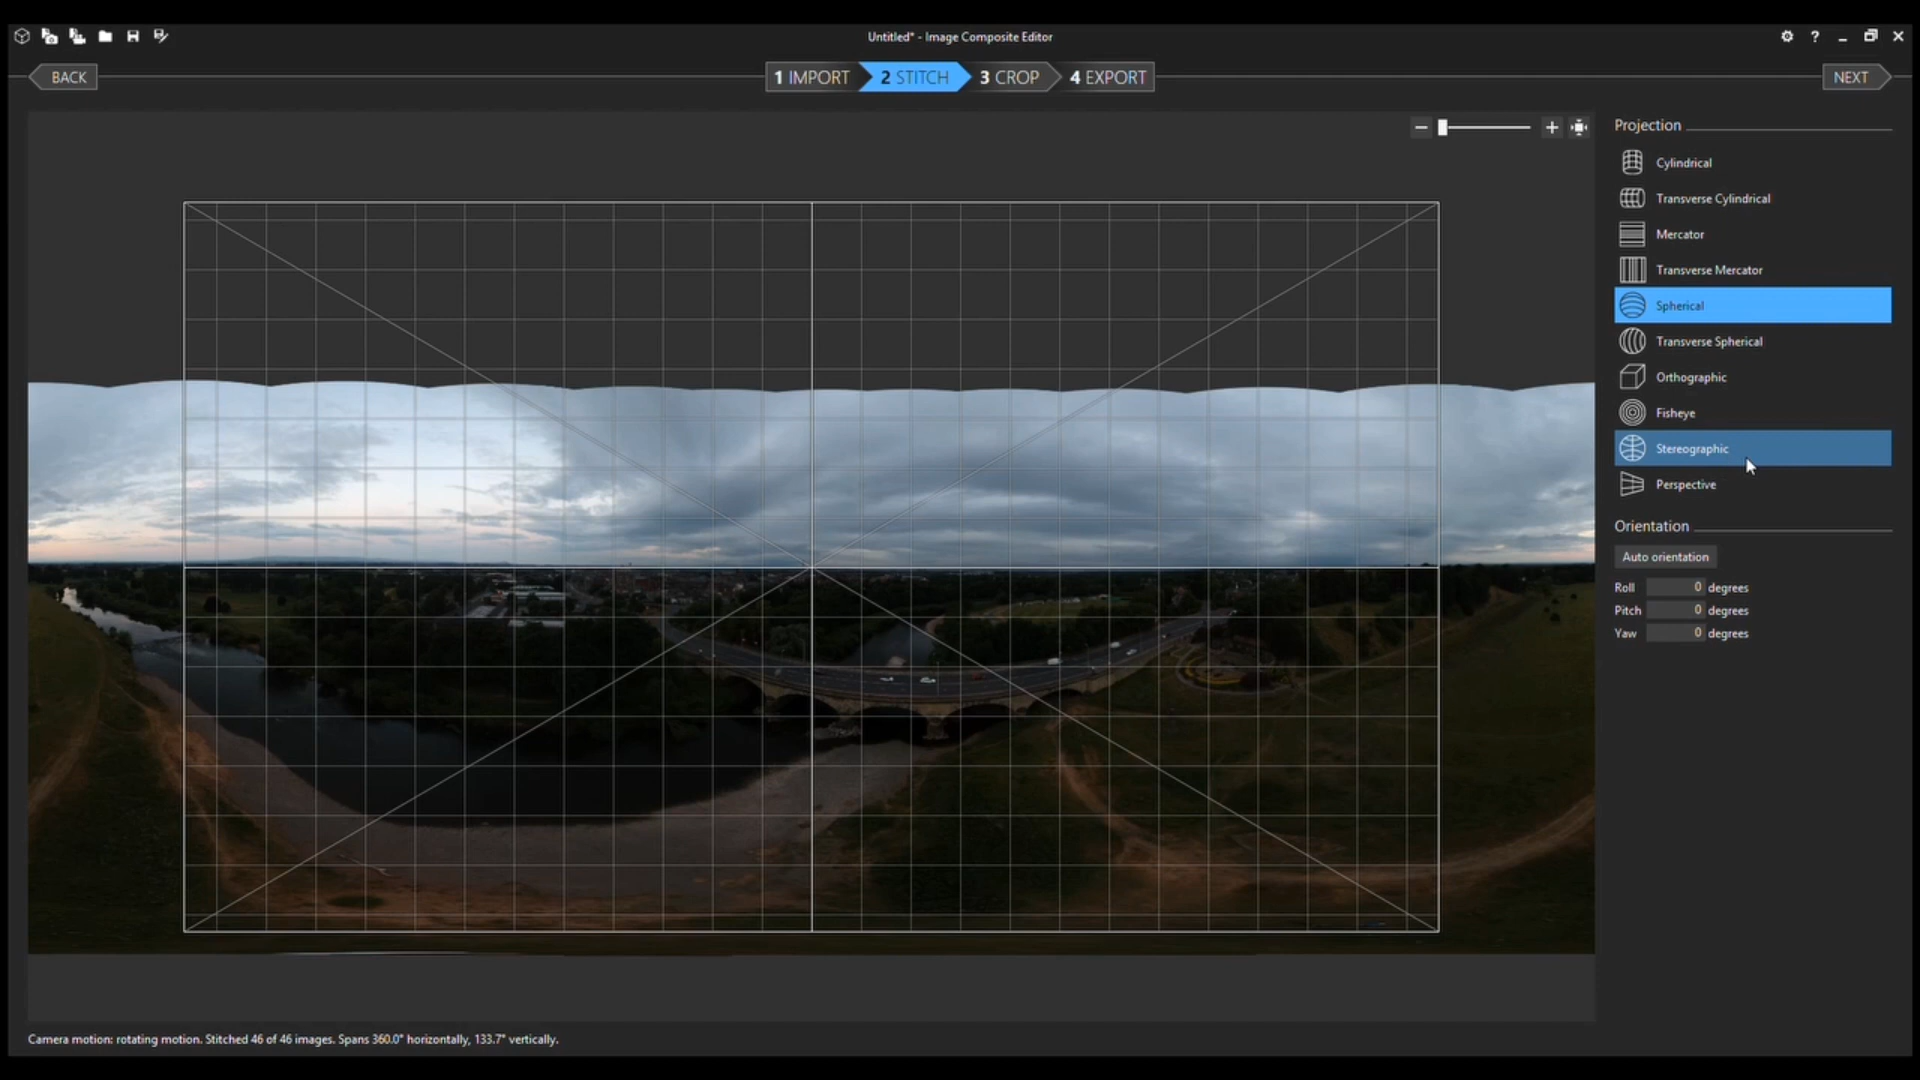 Untitled* - Image Composite Editor
?
BACK
1 IMPORT
2 STITCH
3 CROP
4 EXPORT
NEXT
Projection
Cylindrical
Transverse Cylindrical
Mercator
Transverse Mercator
Spherical
Transverse Spherical
Orthographic
Fisheye
Stereographic
Perspective
Orientation
Auto orientation
Roll 0 degrees
Pitch 0 degrees
Yaw 0 degrees
Camera motion: rotating motion. Stitched 46 of 46 images. Spans 360.0° horizontally, 133.7° vertically.